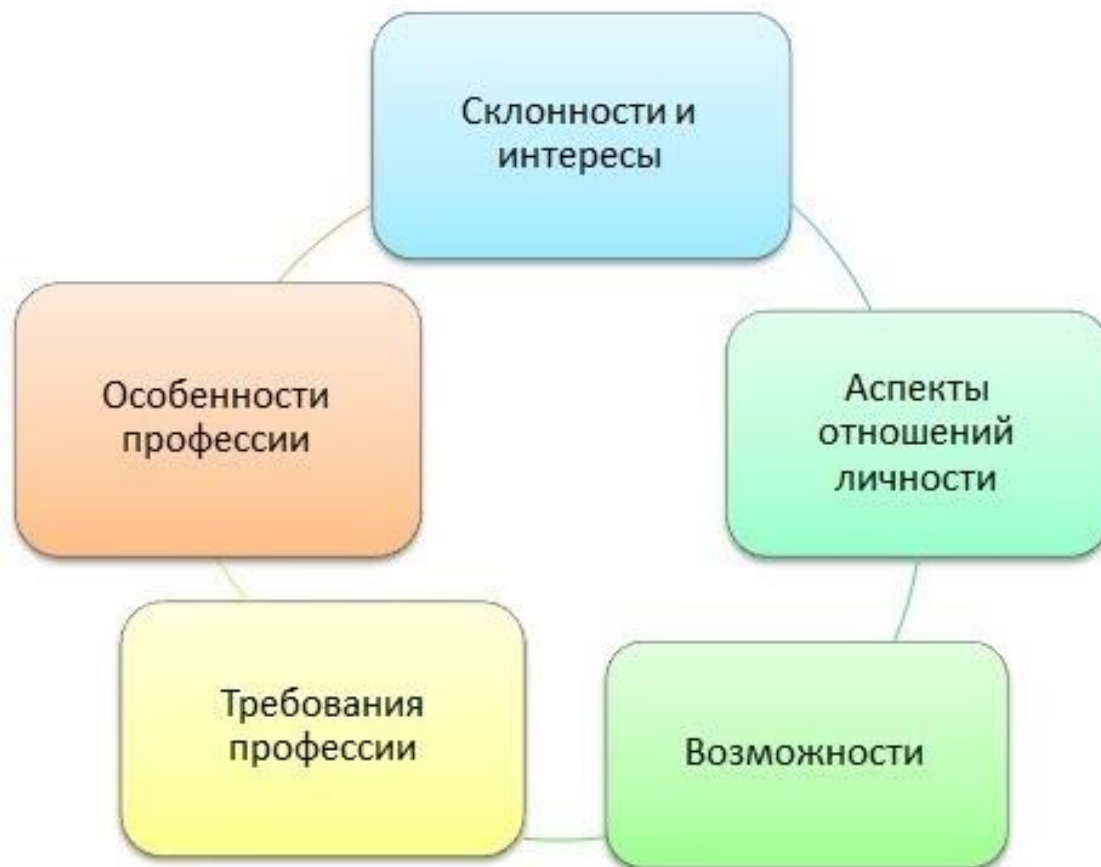 Склонности и
интересы
Аспекты
отношений
личности
Возможности
Требования
профессии
Особенности
профессии